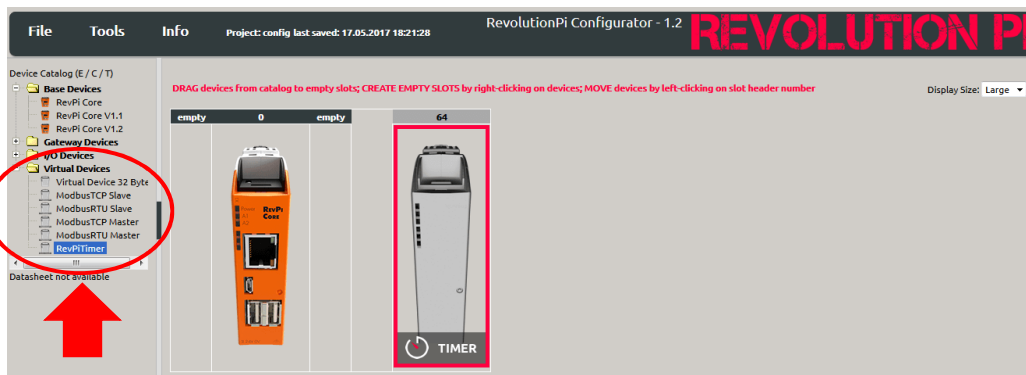 File Tools Info Project: config last saved: 17.05.2017 18:21:28 RevolutionPi Configurator - 1.2 REVOLUTION PI
Device Catalog (E / C / T)
Base Devices
RevPi Core
RevPi Core V1.1
RevPi Core V1.2
Gateway Devices
I/O Devices
Virtual Devices
Virtual Device 32 Byte
ModbusTCP Slave
ModbusRTU Slave
ModbusTCP Master
ModbusRTU Master
RevPiTimer
Datasheet not available
DRAG devices from catalog to empty slots; CREATE EMPTY SLOTS by right-clicking on devices; MOVE devices by left-clicking on slot header number
Display Size: Large
empty 0 empty 64
RevPi
Core
TIMER